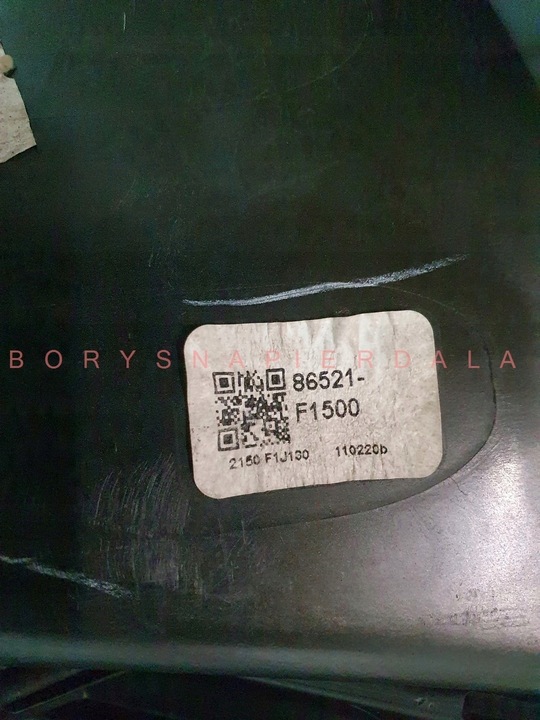 BORYSNAPIERDALA
86521-
F1500
2150 F1J130 110220b